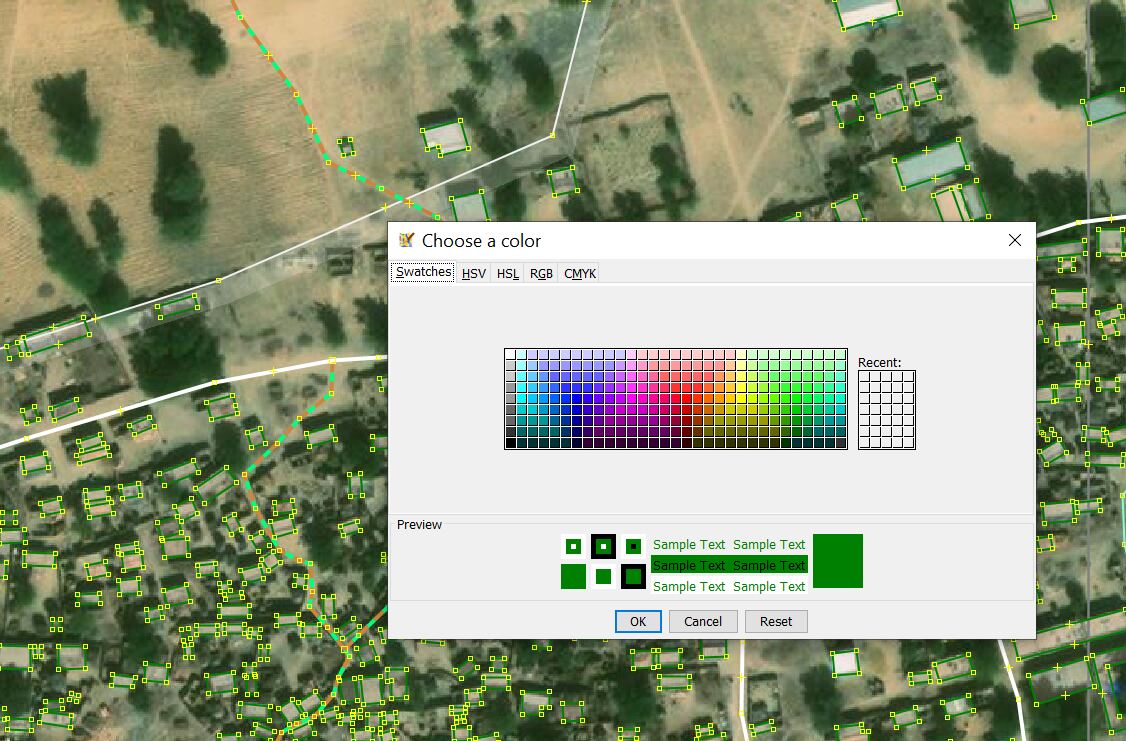 Choose a color
Swatches HSV HSL RGB CMYK
Recent:
Preview
Sample Text Sample Text
Sample Text Sample Text
Sample Text Sample Text
OK Cancel Reset